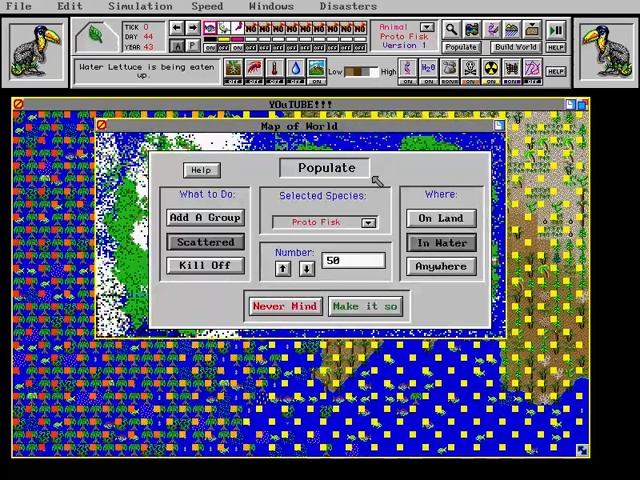 File Edit Simulation Speed Windows Disasters
TICK 0
DAY 44
YEAR 43
A P
Animal
Proto Fisk
Version 1
Populate
Build World
HELP
Water Lettuce is being eaten up.
Low High
HELP
YOuTUBE!!!
Map of World
Help
Populate
What to Do:
Add A Group
Scattered
Kill Off
Selected Species:
Proto Fisk
Number:
50
Where:
On Land
In Water
Anywhere
Never Mind
Make it so